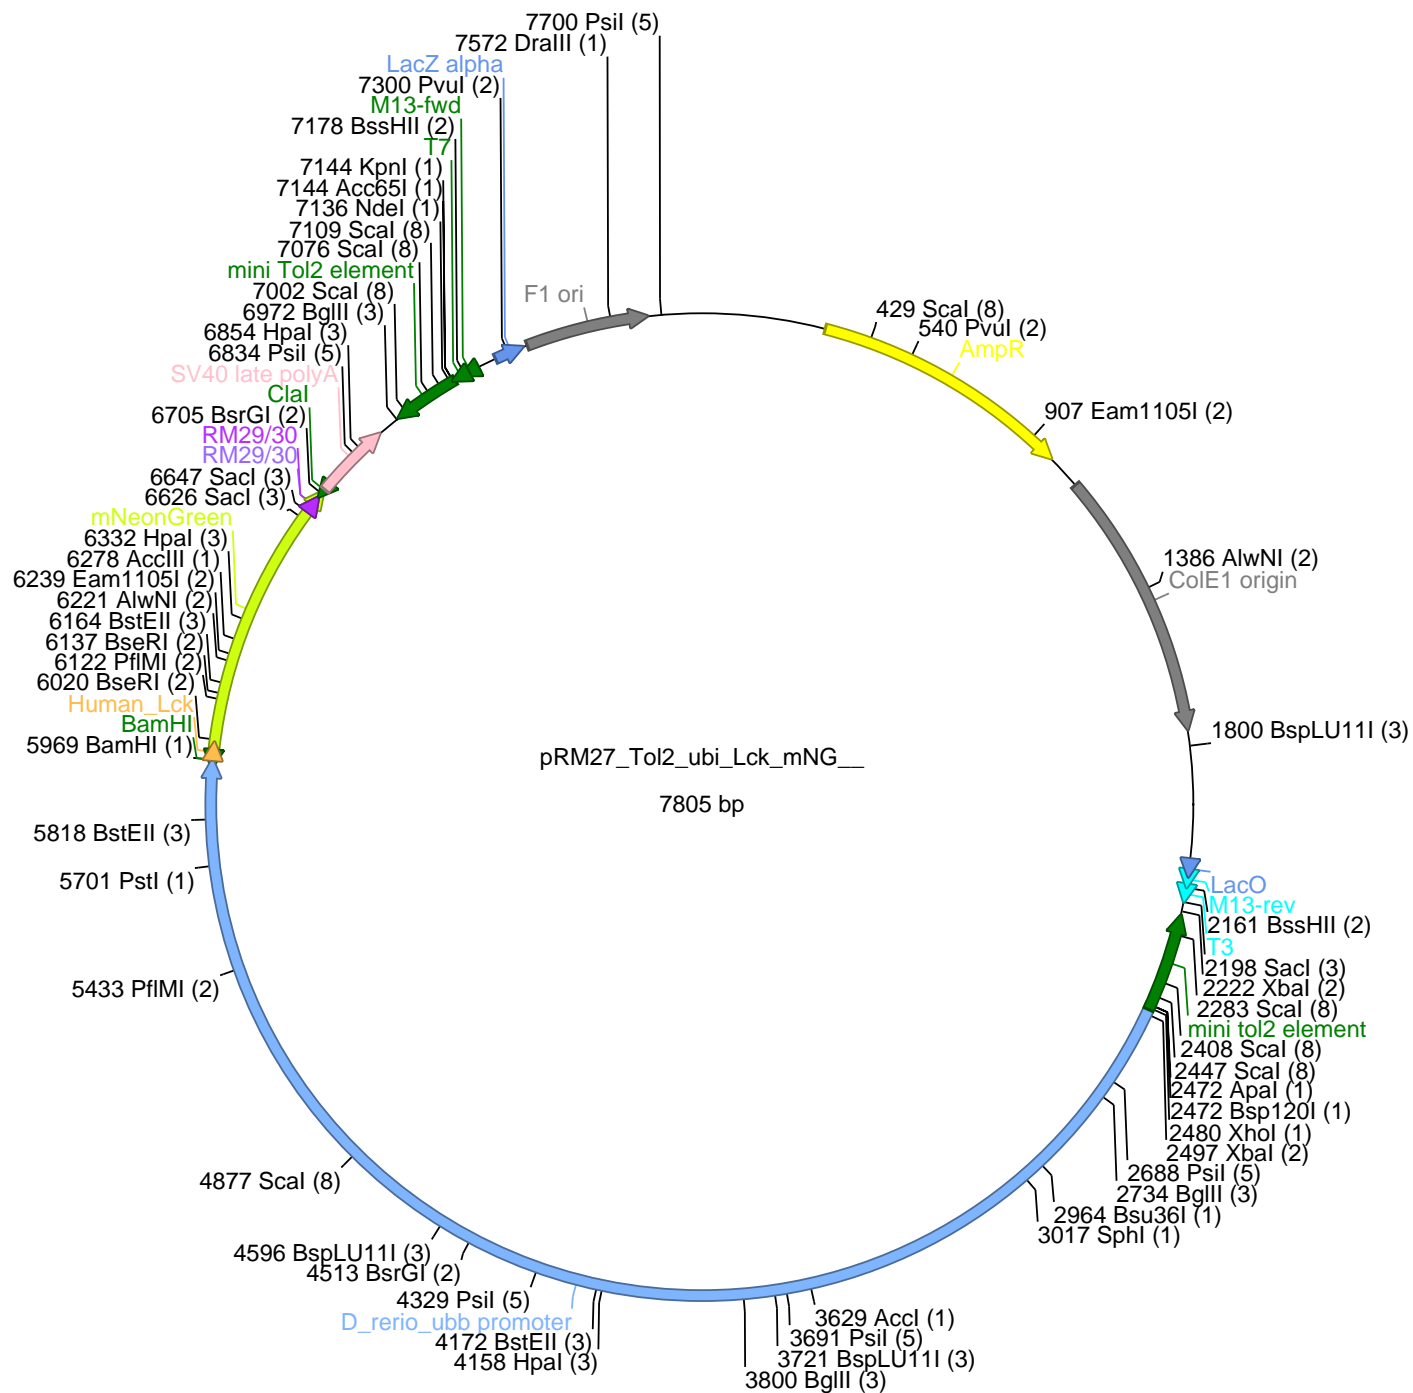 7700 PsiI (5)
7572 DraIII (1)
LacZ alpha
7300 PvuI (2)
M13-fwd
7178 BssHII (2)
T7
7144 KpnI (1)
7144 Acc65I (1)
7136 NdeI (1)
7109 ScaI (8)
7076 ScaI (8)
mini Tol2 element
7002 ScaI (8)
6972 BglII (3)
6854 HpaI (3)
6834 PsiI (5)
SV40 late polyA
ClaI
6705 BsrGI (2)
RM29/30
RM29/30
6647 SacI (3)
6626 SacI (3)
mNeonGreen
6332 HpaI (3)
6278 AccIII (1)
6239 Eam1105I (2)
6221 AlwNI (2)
6164 BstEII (3)
6137 BseRI (2)
6122 PflMI (2)
6020 BseRI (2)
Human_Lck
BamHI
5969 BamHI (1)
5818 BstEII (3)
5701 PstI (1)
5433 PflMI (2)
4877 ScaI (8)
4596 BspLU11I (3)
4513 BsrGI (2)
4329 PsiI (5)
D_rerio_ubb promoter
4172 BstEII (3)
4158 HpaI (3)
F1 ori
429 ScaI (8)
540 PvuI (2)
AmpR
907 Eam1105I (2)
1386 AlwNI (2)
ColE1 origin
1800 BspLU11I (3)
pRM27_Tol2_ubi_Lck_mNG__
7805 bp
LacO
M13-rev
2161 BssHII (2)
T3
2198 SacI (3)
2222 XbaI (2)
2283 ScaI (8)
mini tol2 element
2408 ScaI (8)
2447 ScaI (8)
2472 ApaI (1)
2472 Bsp120I (1)
2480 XhoI (1)
2497 XbaI (2)
2688 PsiI (5)
2734 BglII (3)
2964 Bsu36I (1)
3017 SphI (1)
3629 AccI (1)
3691 PsiI (5)
3721 BspLU11I (3)
3800 BglII (3)